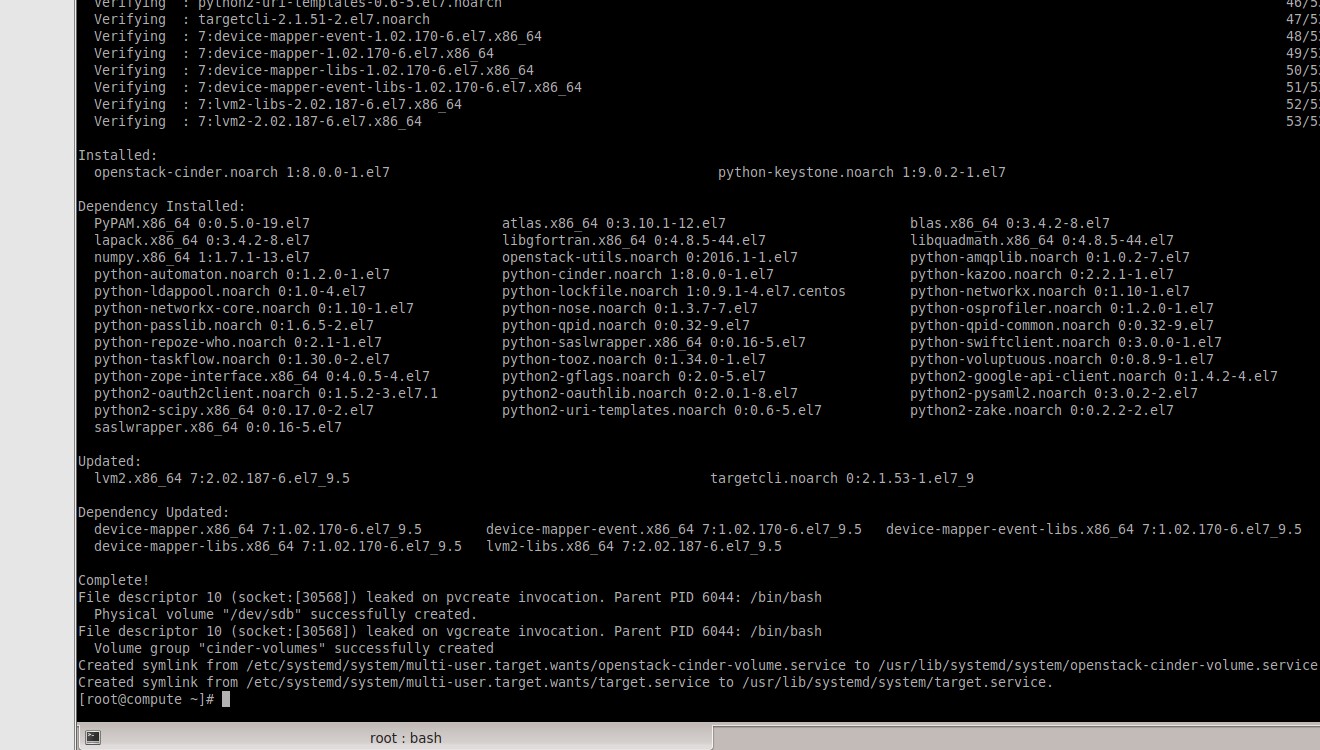 Verifying  : python2-uri-templates-0.6-5.el7.noarch 46/5
Verifying  : targetcli-2.1.51-2.el7.noarch 47/5
Verifying  : 7:device-mapper-event-1.02.170-6.el7.x86_64 48/5
Verifying  : 7:device-mapper-1.02.170-6.el7.x86_64 49/5
Verifying  : 7:device-mapper-libs-1.02.170-6.el7.x86_64 50/5
Verifying  : 7:device-mapper-event-libs-1.02.170-6.el7.x86_64 51/5
Verifying  : 7:lvm2-libs-2.02.187-6.el7.x86_64 52/5
Verifying  : 7:lvm2-2.02.187-6.el7.x86_64 53/5
Installed:
openstack-cinder.noarch 1:8.0.0-1.el7 python-keystone.noarch 1:9.0.2-1.el7
Dependency Installed:
PyPAM.x86_64 0:0.5.0-19.el7 atlas.x86_64 0:3.10.1-12.el7 blas.x86_64 0:3.4.2-8.el7
lapack.x86_64 0:3.4.2-8.el7 libgfortran.x86_64 0:4.8.5-44.el7 libquadmath.x86_64 0:4.8.5-44.el7
numpy.x86_64 1:1.7.1-13.el7 openstack-utils.noarch 0:2016.1-1.el7 python-amqplib.noarch 0:1.0.2-7.el7
python-automaton.noarch 0:1.2.0-1.el7 python-cinder.noarch 1:8.0.0-1.el7 python-kazoo.noarch 0:2.2.1-1.el7
python-ldappool.noarch 0:1.0-4.el7 python-lockfile.noarch 1:0.9.1-4.el7.centos python-networkx.noarch 0:1.10-1.el7
python-networkx-core.noarch 0:1.10-1.el7 python-nose.noarch 0:1.3.7-7.el7 python-osprofiler.noarch 0:1.2.0-1.el7
python-passlib.noarch 0:1.6.5-2.el7 python-qpid.noarch 0:0.32-9.el7 python-qpid-common.noarch 0:0.32-9.el7
python-repoze-who.noarch 0:2.1-1.el7 python-saslwrapper.x86_64 0:0.16-5.el7 python-swiftclient.noarch 0:3.0.0-1.el7
python-taskflow.noarch 0:1.30.0-2.el7 python-tooz.noarch 0:1.34.0-1.el7 python-voluptuous.noarch 0:0.8.9-1.el7
python-zope-interface.x86_64 0:4.0.5-4.el7 python2-gflags.noarch 0:2.0-5.el7 python2-google-api-client.noarch 0:1.4.2-4.el7
python2-oauth2client.noarch 0:1.5.2-3.el7.1 python2-oauthlib.noarch 0:2.0.1-8.el7 python2-pysaml2.noarch 0:3.0.2-2.el7
python2-scipy.x86_64 0:0.17.0-2.el7 python2-uri-templates.noarch 0:0.6-5.el7 python2-zake.noarch 0:0.2.2-2.el7
saslwrapper.x86_64 0:0.16-5.el7
Updated:
lvm2.x86_64 7:2.02.187-6.el7_9.5 targetcli.noarch 0:2.1.53-1.el7_9
Dependency Updated:
device-mapper.x86_64 7:1.02.170-6.el7_9.5 device-mapper-event.x86_64 7:1.02.170-6.el7_9.5 device-mapper-event-libs.x86_64 7:1.02.170-6.el7_9.5
device-mapper-libs.x86_64 7:1.02.170-6.el7_9.5 lvm2-libs.x86_64 7:2.02.187-6.el7_9.5
Complete!
File descriptor 10 (socket:[30568]) leaked on pvcreate invocation. Parent PID 6044: /bin/bash
Physical volume "/dev/sdb" successfully created.
File descriptor 10 (socket:[30568]) leaked on vgcreate invocation. Parent PID 6044: /bin/bash
Volume group "cinder-volumes" successfully created
Created symlink from /etc/systemd/system/multi-user.target.wants/openstack-cinder-volume.service to /usr/lib/systemd/system/openstack-cinder-volume.service
Created symlink from /etc/systemd/system/multi-user.target.wants/target.service to /usr/lib/systemd/system/target.service.
[root@compute ~]#
root : bash